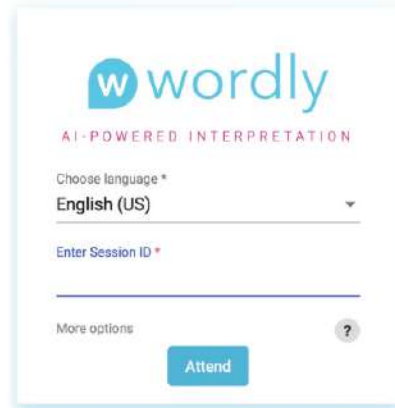 w wordly
AI-POWERED INTERPRETATION
Choose language *
English (US)
Enter Session ID *
More options ?
Attend